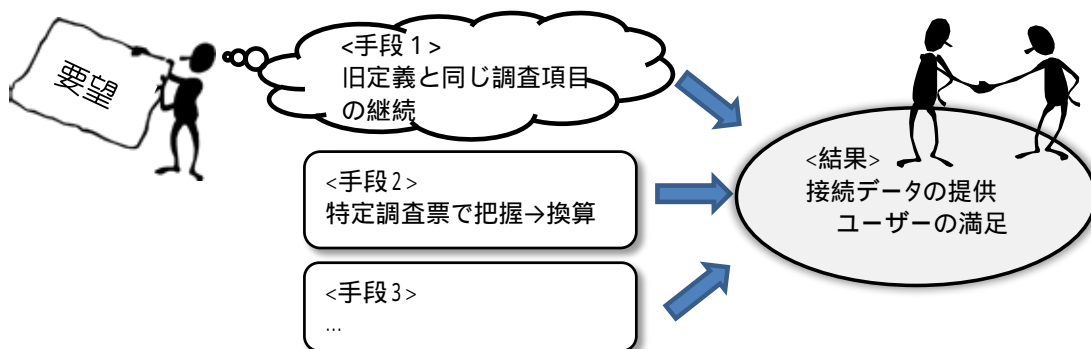 要望
<手段1>
旧定義と同じ調査項目
の継続
<手段2>
特定調査票で把握→換算
<手段3>
…
<結果>
接続データの提供
ユーザーの満足